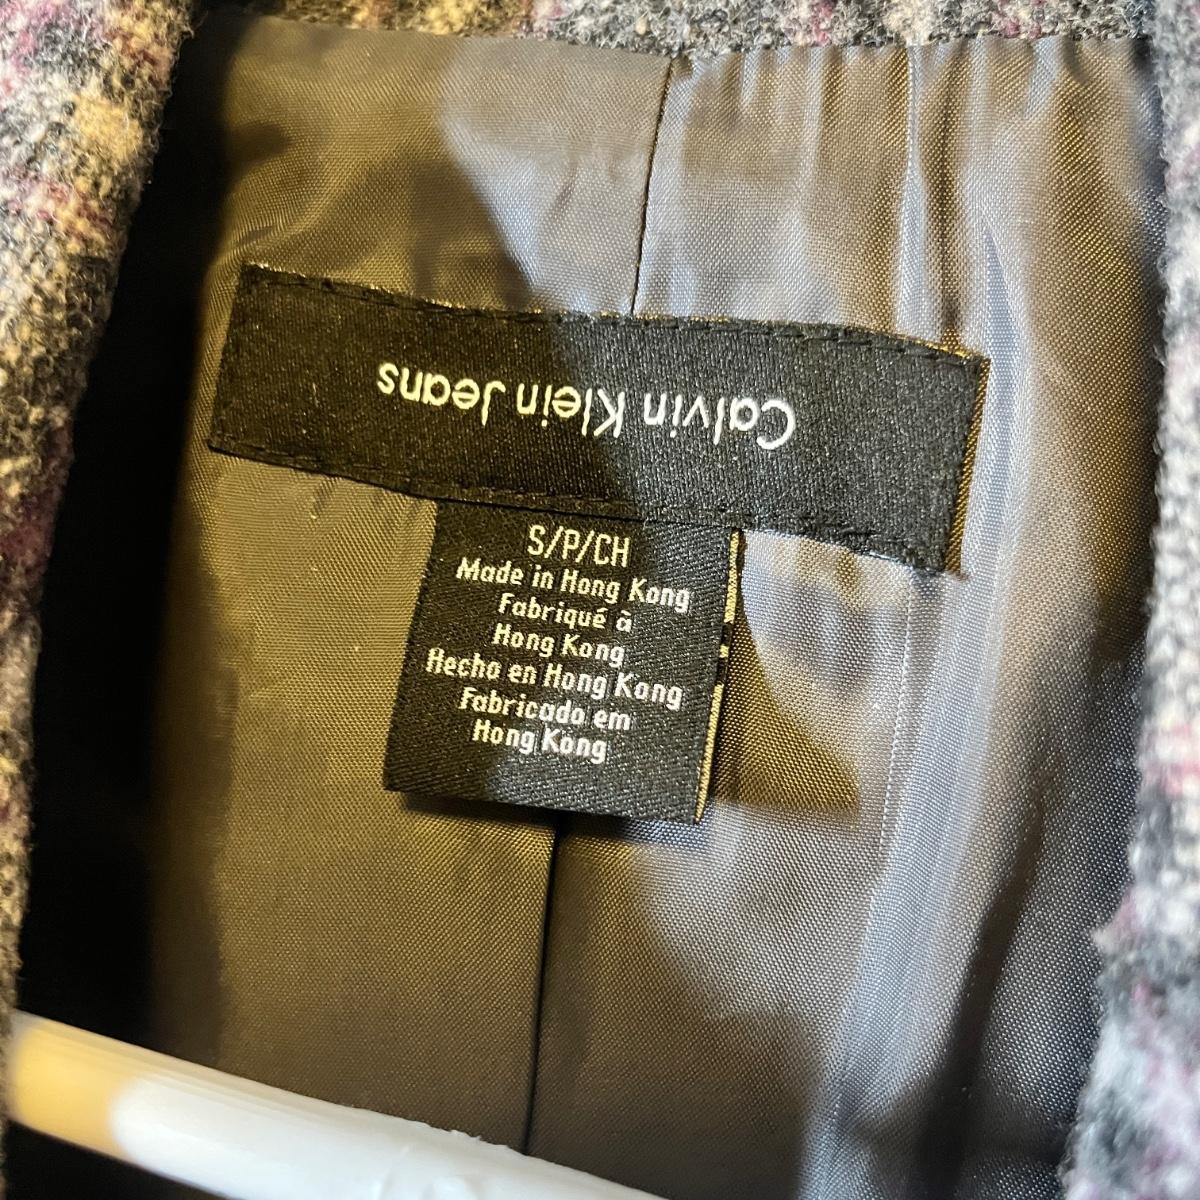 Calvin Klein Jeans
S/P/CH
Made in Hong Kong
Fabriqué à
Hong Kong
Hecho en Hong Kong
Fabricado em
Hong Kong